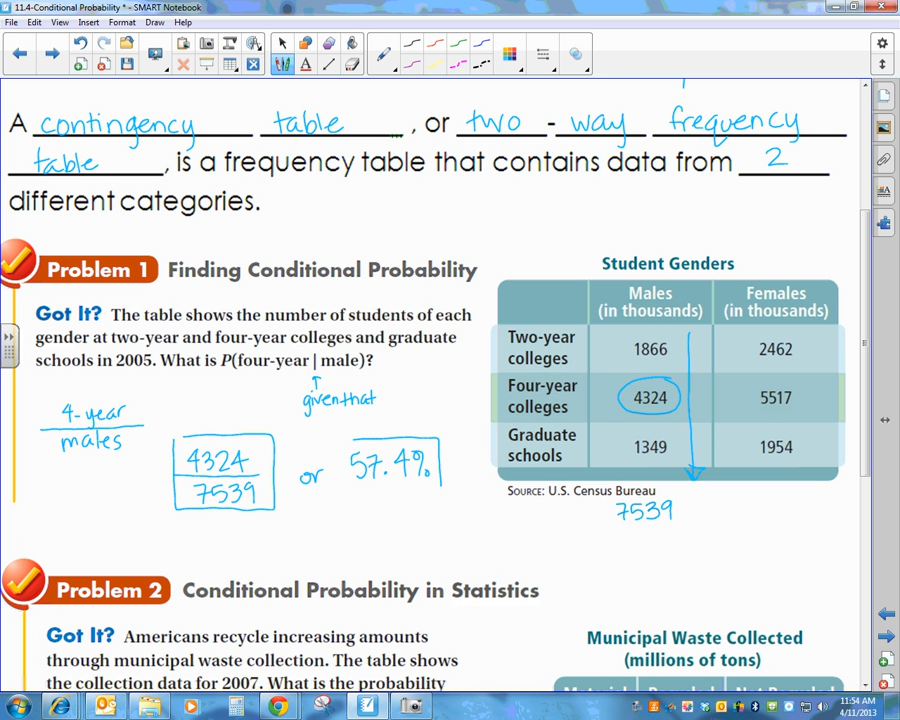 11.4-Conditional Probability * - SMART Notebook
File Edit View Insert Format Draw Help
A contingency table, or two - way frequency
table, is a frequency table that contains data from 2
different categories.
Problem 1 Finding Conditional Probability
Got It? The table shows the number of students of each
gender at two-year and four-year colleges and graduate
schools in 2005. What is P(four-year | male)?
given that
4-year
males
4324
7539
or 57.4%
Student Genders
Males
(in thousands)
Females
(in thousands)
Two-year
colleges
1866 2462
Four-year
colleges
4324 5517
Graduate
schools
1349 1954
SOURCE: U.S. Census Bureau
7539
Problem 2 Conditional Probability in Statistics
Got It? Americans recycle increasing amounts
through municipal waste collection. The table shows
the collection data for 2007. What is the probability
Municipal Waste Collected
(millions of tons)
11:54 AM
4/11/2013